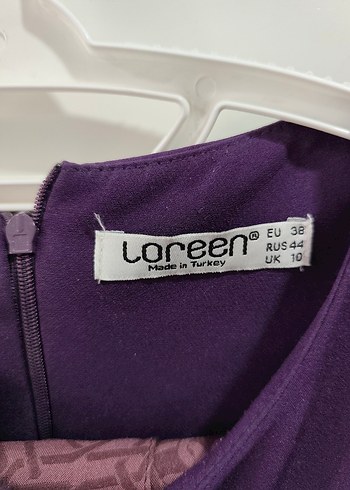 Loreen®
Made in Turkey
EU 38
RUS 44
UK 10